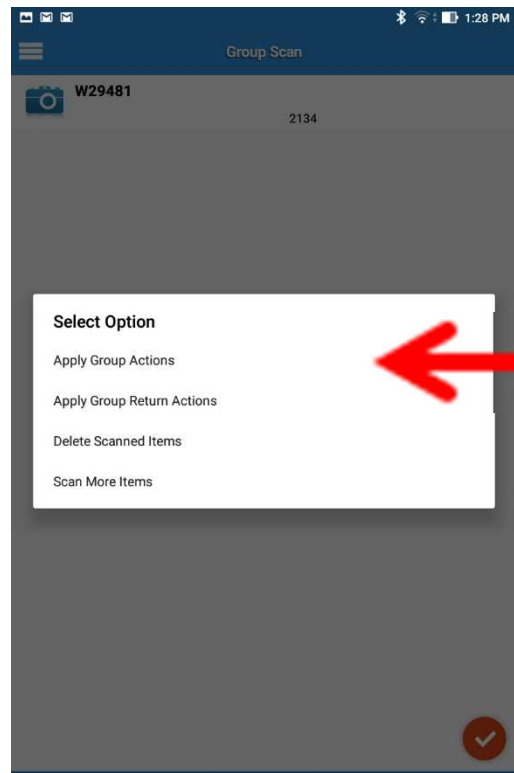 1:28 PM
Group Scan
W29481
2134
Select Option
Apply Group Actions
Apply Group Return Actions
Delete Scanned Items
Scan More Items